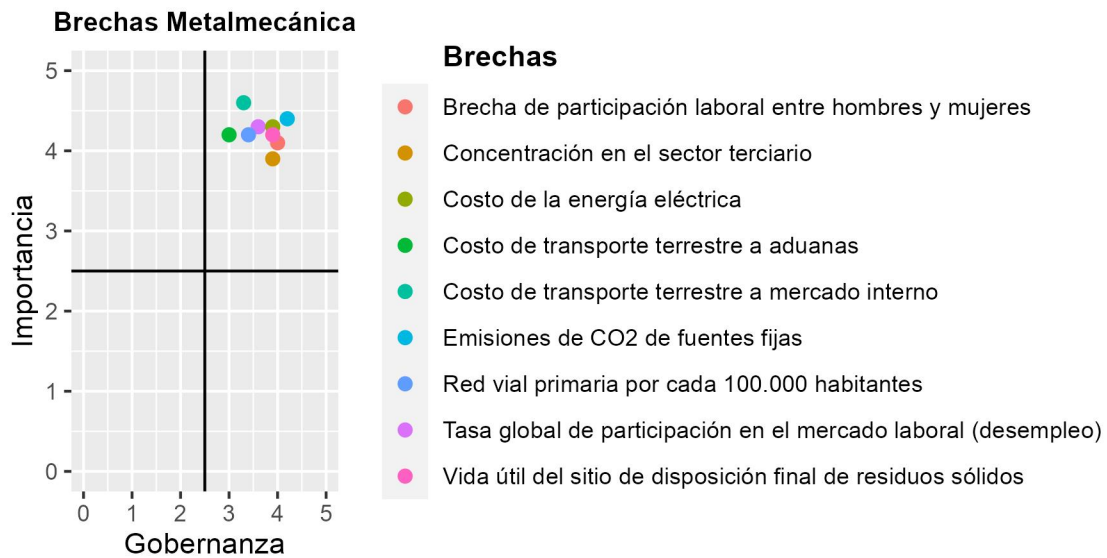 Brechas Metalmecánica
Importancia
5
4
3
2
1
0
0 1 2 3 4 5
Gobernanza
Brechas
Brecha de participación laboral entre hombres y mujeres
Concentración en el sector terciario
Costo de la energía eléctrica
Costo de transporte terrestre a aduanas
Costo de transporte terrestre a mercado interno
Emisiones de CO2 de fuentes fijas
Red vial primaria por cada 100.000 habitantes
Tasa global de participación en el mercado laboral (desempleo)
Vida útil del sitio de disposición final de residuos sólidos